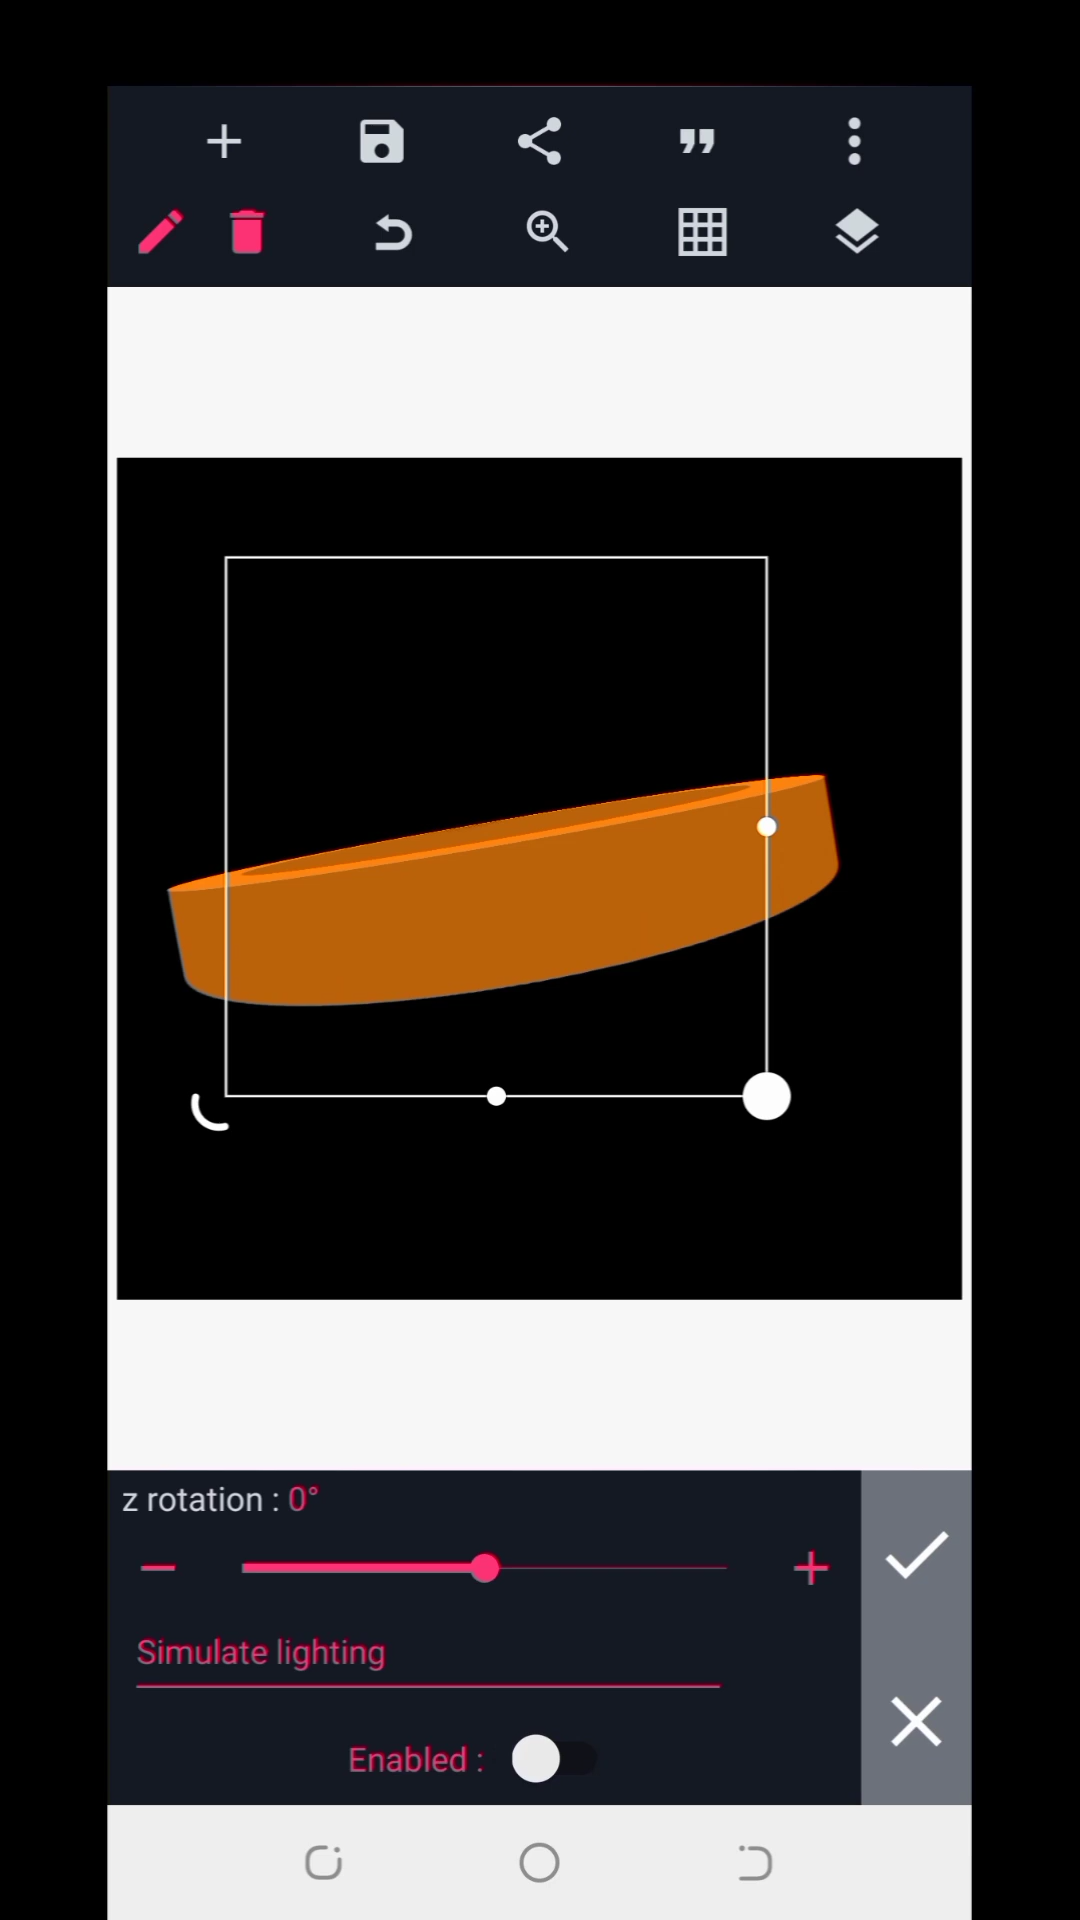 z rotation : 0°
Simulate lighting
Enabled :